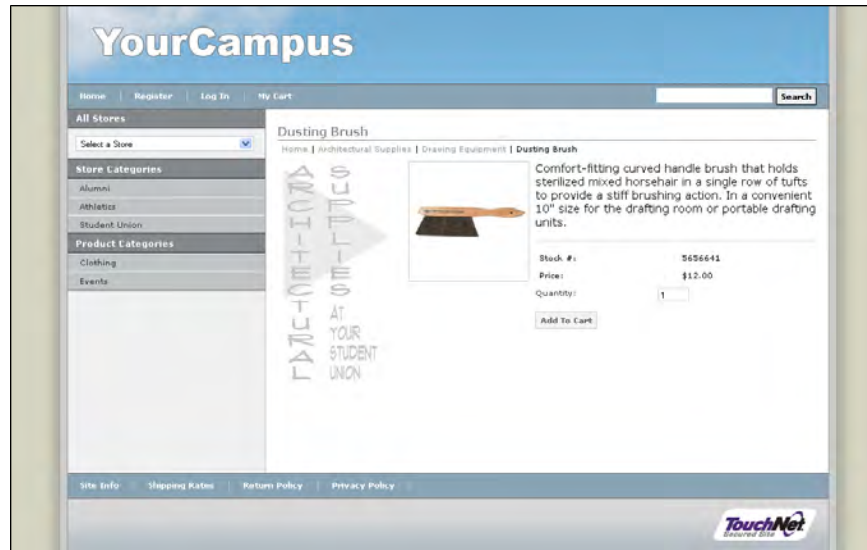 YourCampus
Home | Register | Log In | My Cart
Search
All Stores
Select a Store
Store Categories
Alumni
Athletics
Student Union
Product Categories
Clothing
Events
Dusting Brush
Home | Architectural Supplies | Drawing Equipment | Dusting Brush
ARCHITECTURAL
SUPPLIES
AT
YOUR
STUDENT
UNION
Comfort-fitting curved handle brush that holds
sterilized mixed horsehair in a single row of tufts
to provide a stiff brushing action. In a convenient
10" size for the drafting room or portable drafting
units.
Stock #: 5656641
Price: $12.00
Quantity: 1
Add To Cart
Site Info | Shipping Rates | Return Policy | Privacy Policy
TouchNet
Secured Site